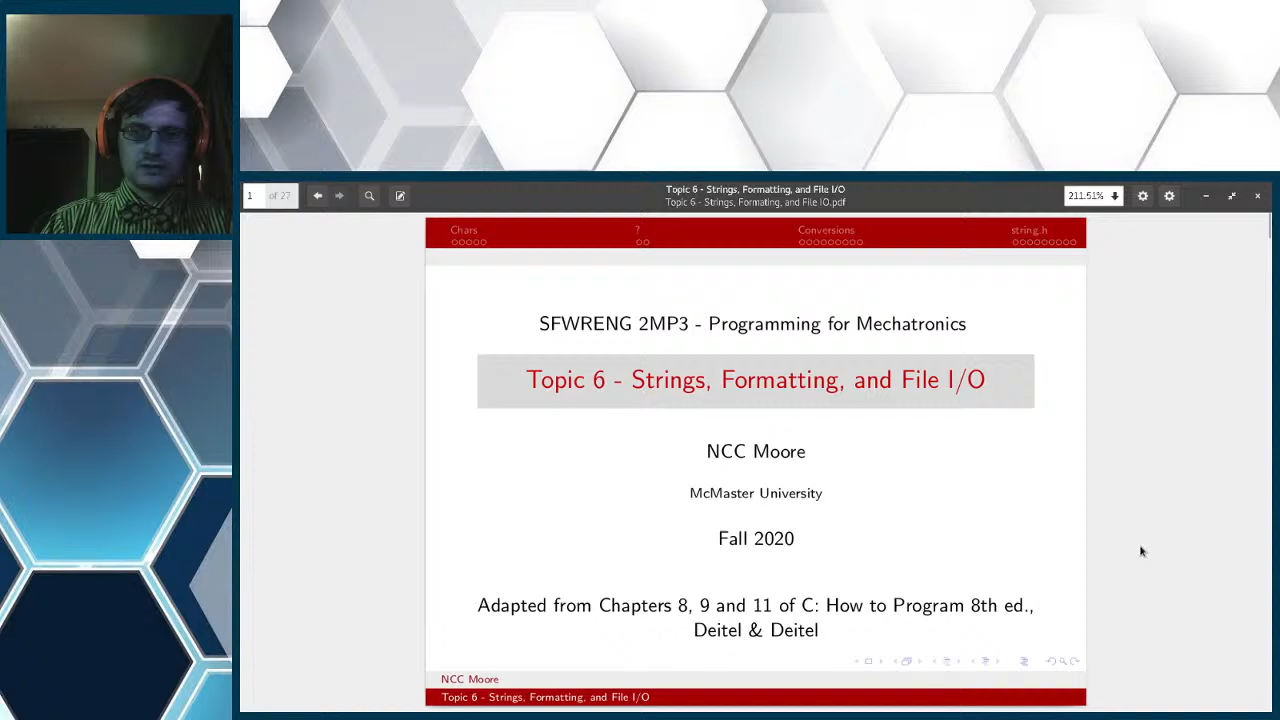 1 of 27
Topic 6 - Strings, Formatting, and File I/O
Topic 6 - Strings, Formating, and File IO.pdf
211.51%
Chars ? Conversions string.h
SFWRENG 2MP3 - Programming for Mechatronics
Topic 6 - Strings, Formatting, and File I/O
NCC Moore
McMaster University
Fall 2020
Adapted from Chapters 8, 9 and 11 of C: How to Program 8th ed.,
Deitel & Deitel
NCC Moore
Topic 6 - Strings, Formatting, and File I/O